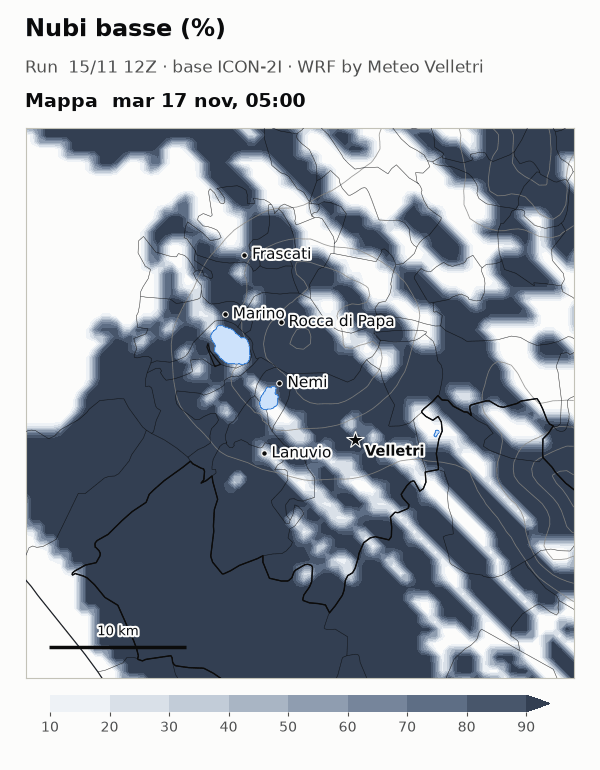 Nubi basse (%)
Run  15/11 12Z · base ICON-2I · WRF by Meteo Velletri
Mappa  mar 17 nov, 05:00
Frascati
Marino
Rocca di Papa
Nemi
Velletri
Lanuvio
10 km
10 20 30 40 50 60 70 80 90